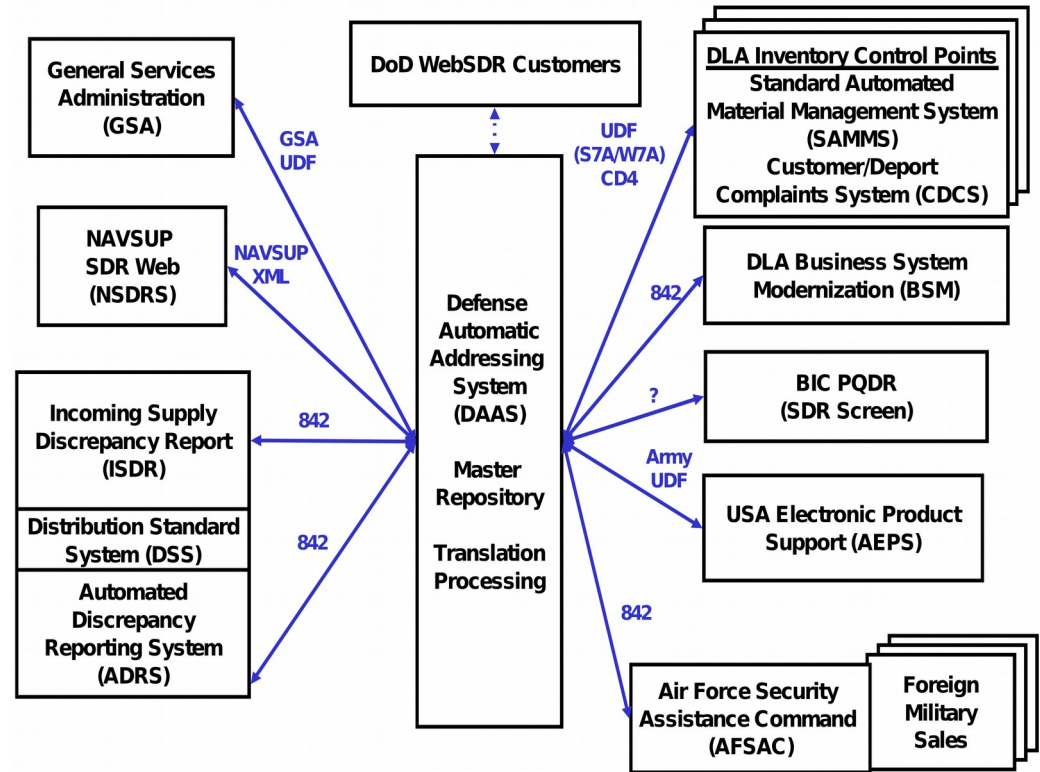 General Services
Administration
(GSA)
DoD WebSDR Customers
DLA Inventory Control Points
Standard Automated
Material Management System
(SAMMS)
Customer/Deport
Complaints System (CDCS)
GSA
UDF
UDF
(S7A/W7A)
CD4
NAVSUP
SDR Web
(NSDRS)
NAVSUP
XML
DLA Business System
Modernization (BSM)
842
Defense
Automatic
Addressing
System
(DAAS)
Master
Repository
Translation
Processing
BIC PQDR
(SDR Screen)
?
Incoming Supply
Discrepancy Report
(ISDR)
842
Army
UDF
USA Electronic Product
Support (AEPS)
Distribution Standard
System (DSS)
842
Automated
Discrepancy
Reporting System
(ADRS)
842
Air Force Security
Assistance Command
(AFSAC)
Foreign
Military
Sales